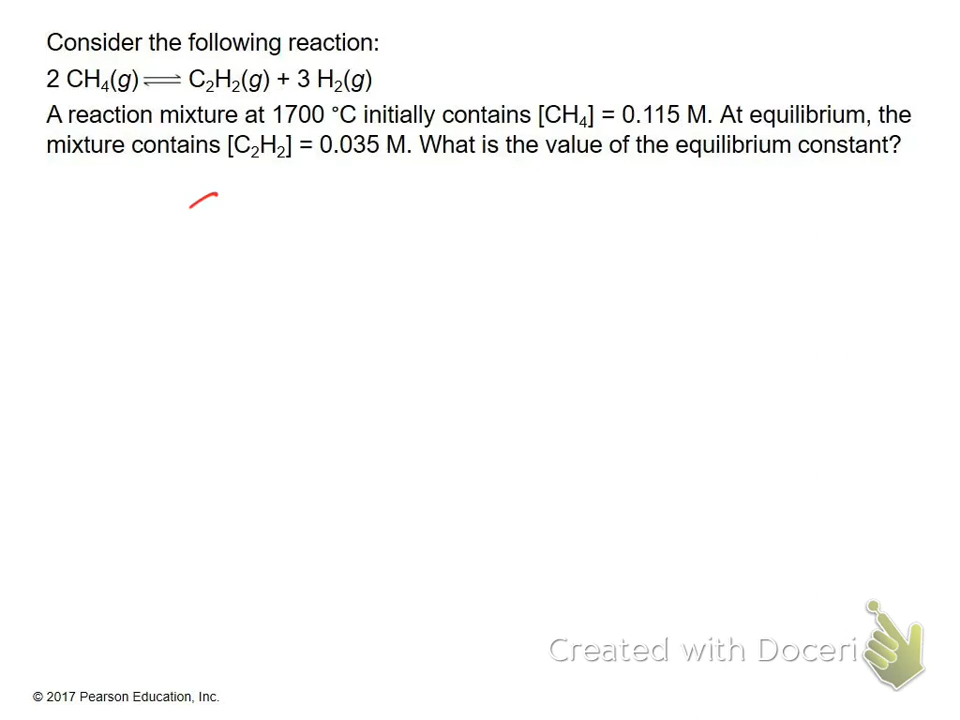 Consider the following reaction:
2 CH₄(g) ⇌ C₂H₂(g) + 3 H₂(g)
A reaction mixture at 1700 °C initially contains [CH₄] = 0.115 M. At equilibrium, the
mixture contains [C₂H₂] = 0.035 M. What is the value of the equilibrium constant?
Created with Doceri
© 2017 Pearson Education, Inc.